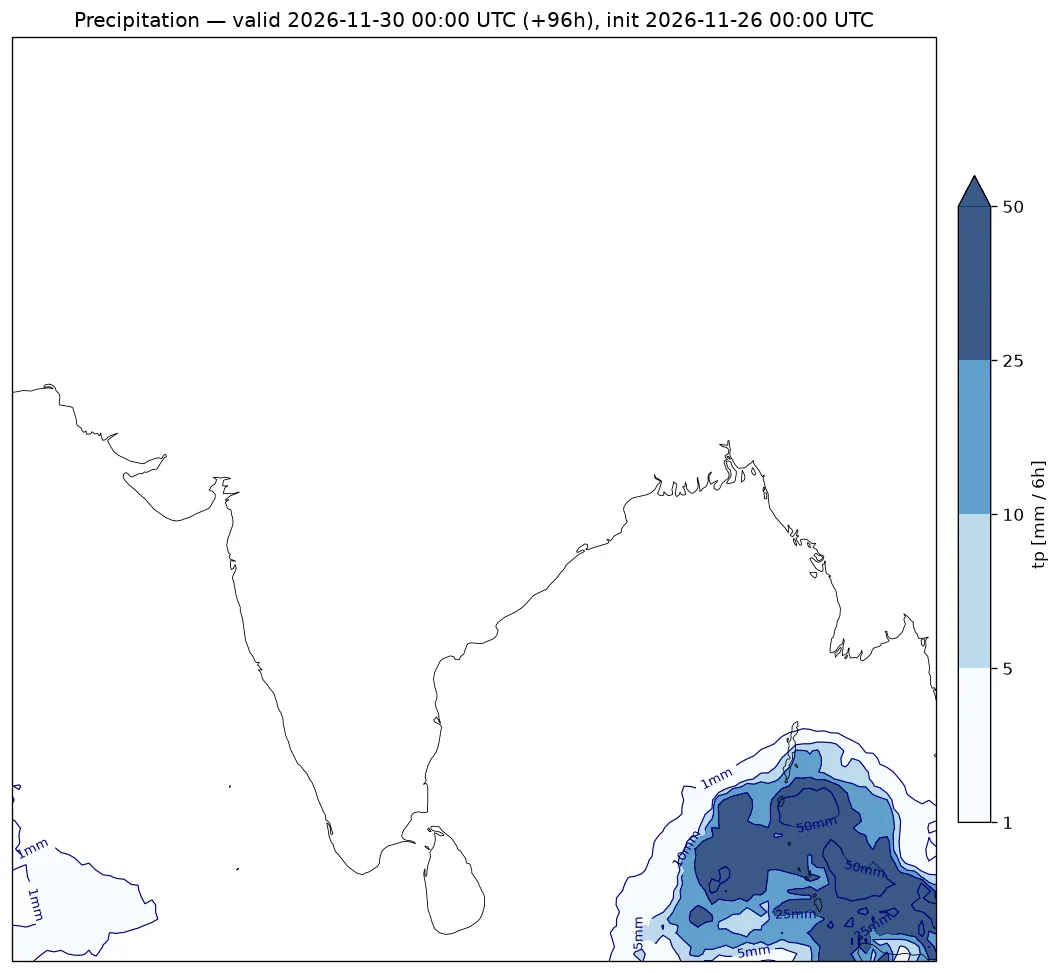 Precipitation — valid 2026-11-30 00:00 UTC (+96h), init 2026-11-26 00:00 UTC
50
25
10
5
1
tp [mm / 6h]
1mm
50mm
10mm
1mm
50mm
1mm
25mm
25mm
5mm
5mm